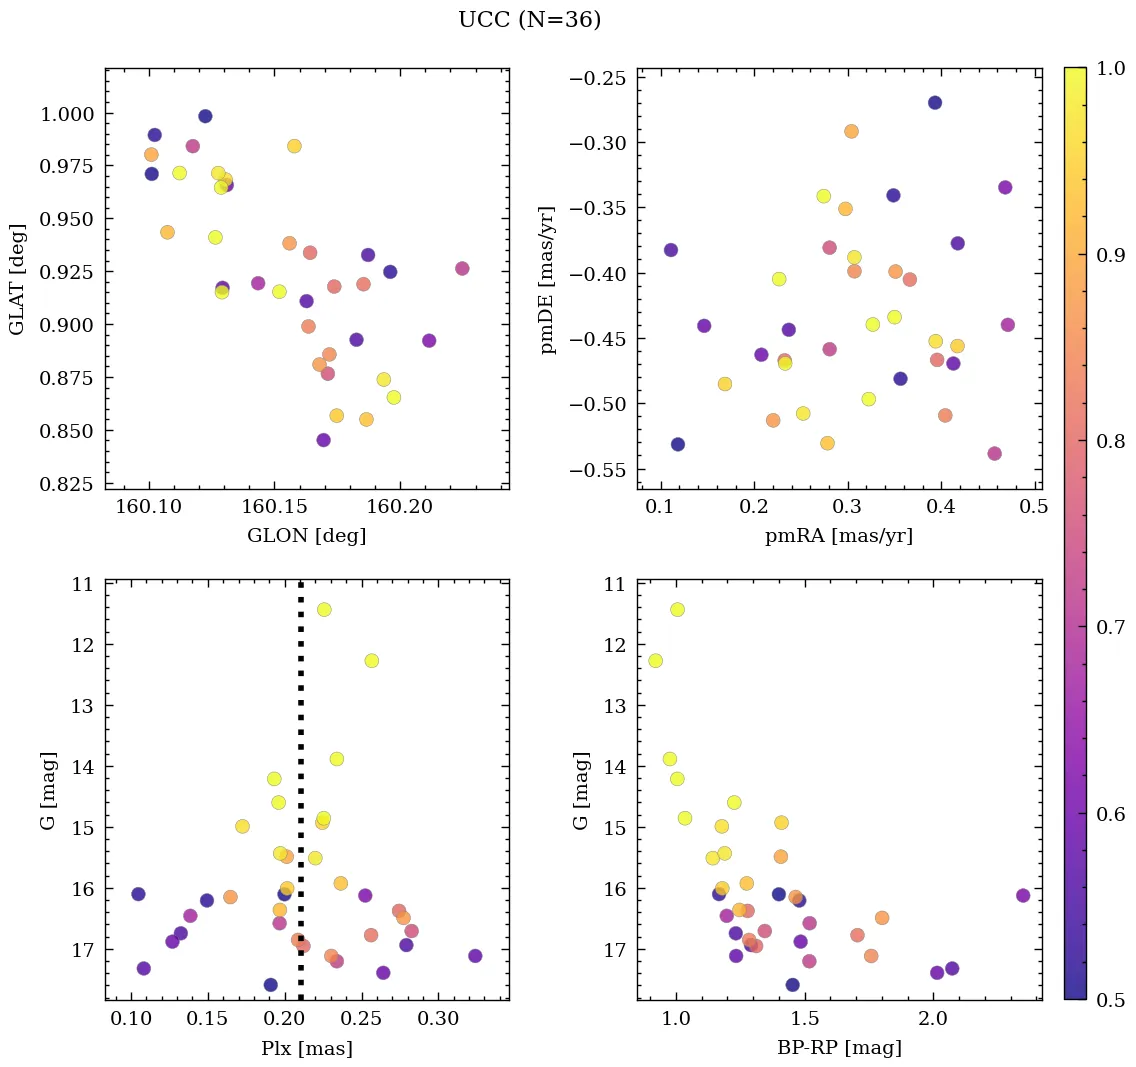 UCC (N=36)
1.000
0.975
0.950
0.925
0.900
0.875
0.850
0.825
GLAT [deg]
160.10 160.15 160.20
GLON [deg]
−0.25
−0.30
−0.35
−0.40
−0.45
−0.50
−0.55
pmDE [mas/yr]
0.1 0.2 0.3 0.4 0.5
pmRA [mas/yr]
11
12
13
14
15
16
17
G [mag]
0.10 0.15 0.20 0.25 0.30
Plx [mas]
11
12
13
14
15
16
17
G [mag]
1.0 1.5 2.0
BP-RP [mag]
1.0
0.9
0.8
0.7
0.6
0.5